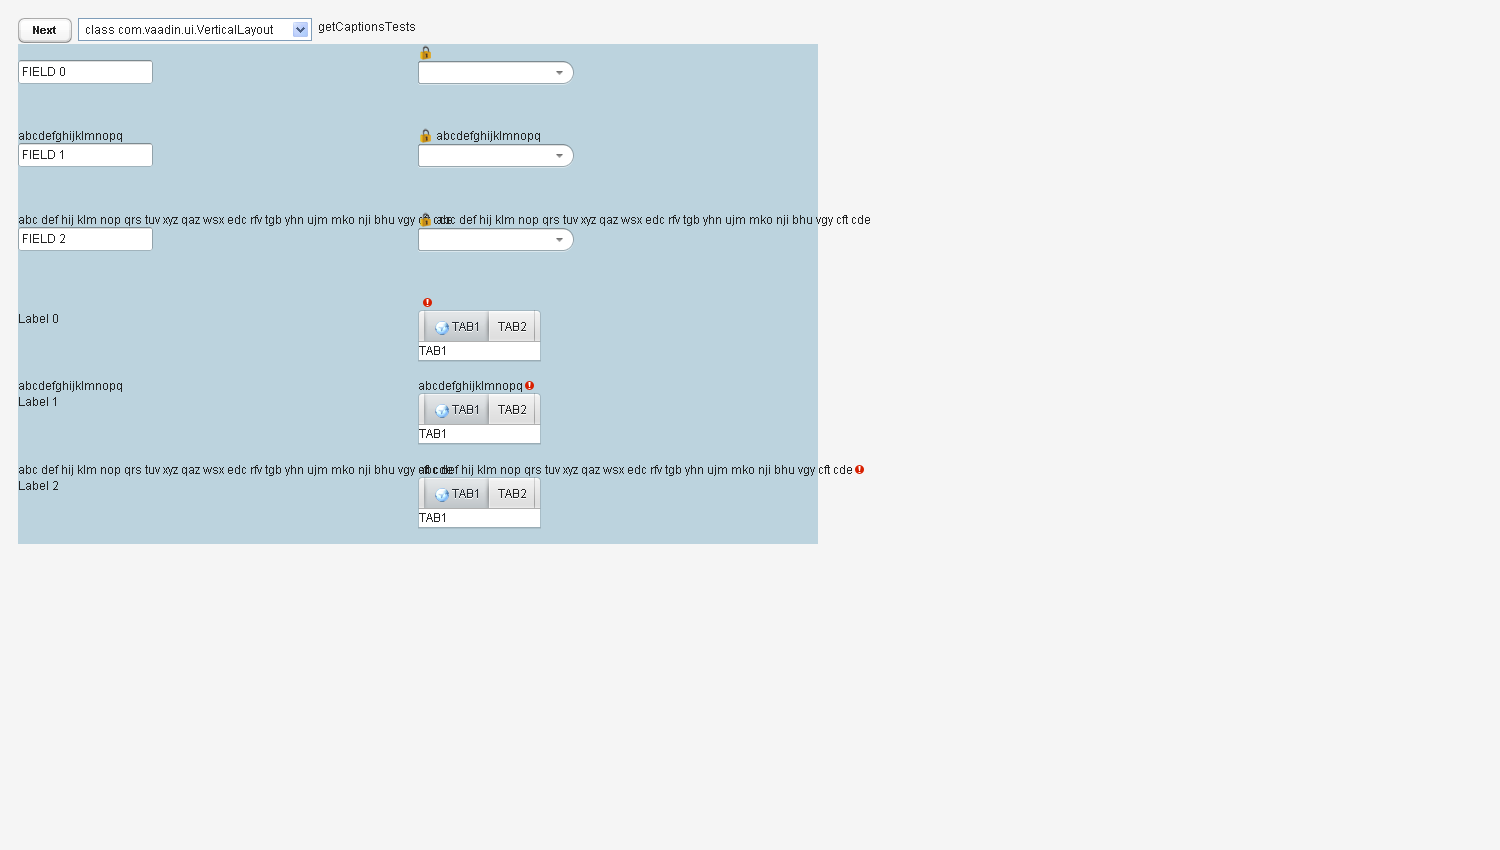 Next class com.vaadin.ui.VerticalLayout getCaptionsTests
FIELD 0
abcdefghijklmnopq abcdefghijklmnopq
FIELD 1
abc def hij klm nop qrs tuv xyz qaz wsx edc rfv tgb yhn ujm mko nji bhu vgy cde abc def hij klm nop qrs tuv xyz qaz wsx edc rfv tgb yhn ujm mko nji bhu vgy cft cde
FIELD 2
Label 0
TAB1 TAB2
TAB1
abcdefghijklmnopq abcdefghijklmnopq
Label 1
TAB1 TAB2
TAB1
abc def hij klm nop qrs tuv xyz qaz wsx edc rfv tgb yhn ujm mko nji bhu vgy cft cde abc def hij klm nop qrs tuv xyz qaz wsx edc rfv tgb yhn ujm mko nji bhu vgy cft cde
Label 2
TAB1 TAB2
TAB1